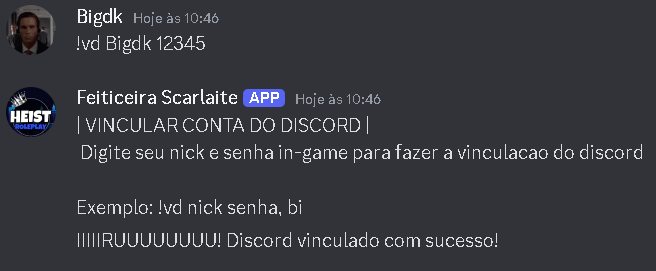 Bigdk Hoje às 10:46
!vd Bigdk 12345
Feiticeira Scarlaite APP Hoje às 10:46
HEIST
ROLEPLAY
| VINCULAR CONTA DO DISCORD |
Digite seu nick e senha in-game para fazer a vinculacao do discord
Exemplo: !vd nick senha, bi
IIIIIRUUUUUUUU! Discord vinculado com sucesso!